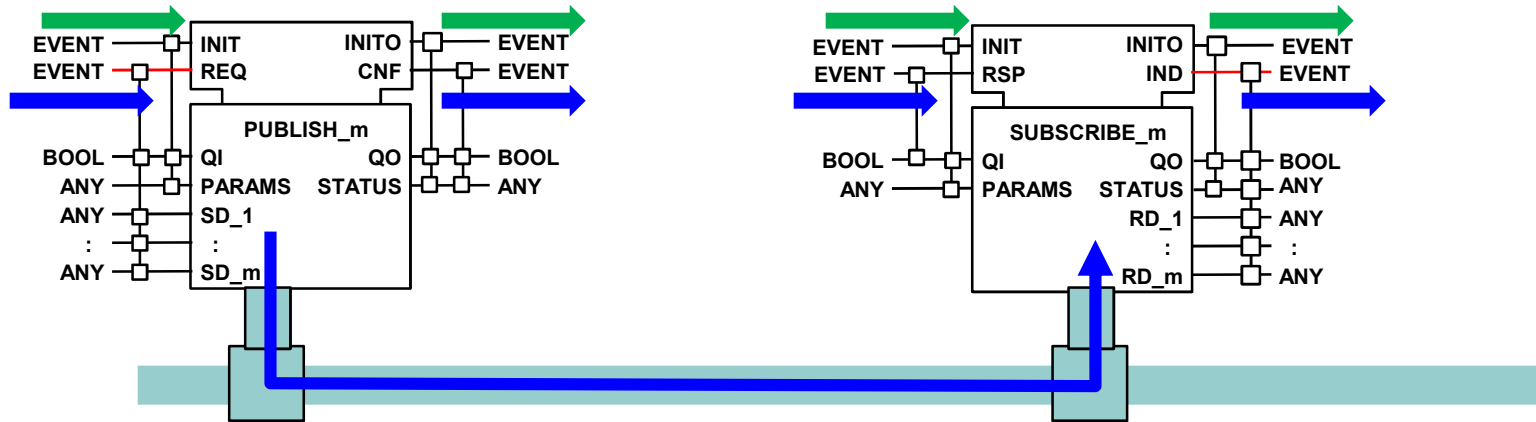 EVENT INIT INITO EVENT
EVENT REQ CNF EVENT
PUBLISH_m
BOOL QI QO BOOL
ANY PARAMS STATUS ANY
ANY SD_1
: :
ANY SD_m
EVENT INIT INITO EVENT
EVENT RSP IND EVENT
SUBSCRIBE_m
BOOL QI QO BOOL
ANY PARAMS STATUS ANY
RD_1 ANY
: :
RD_m ANY